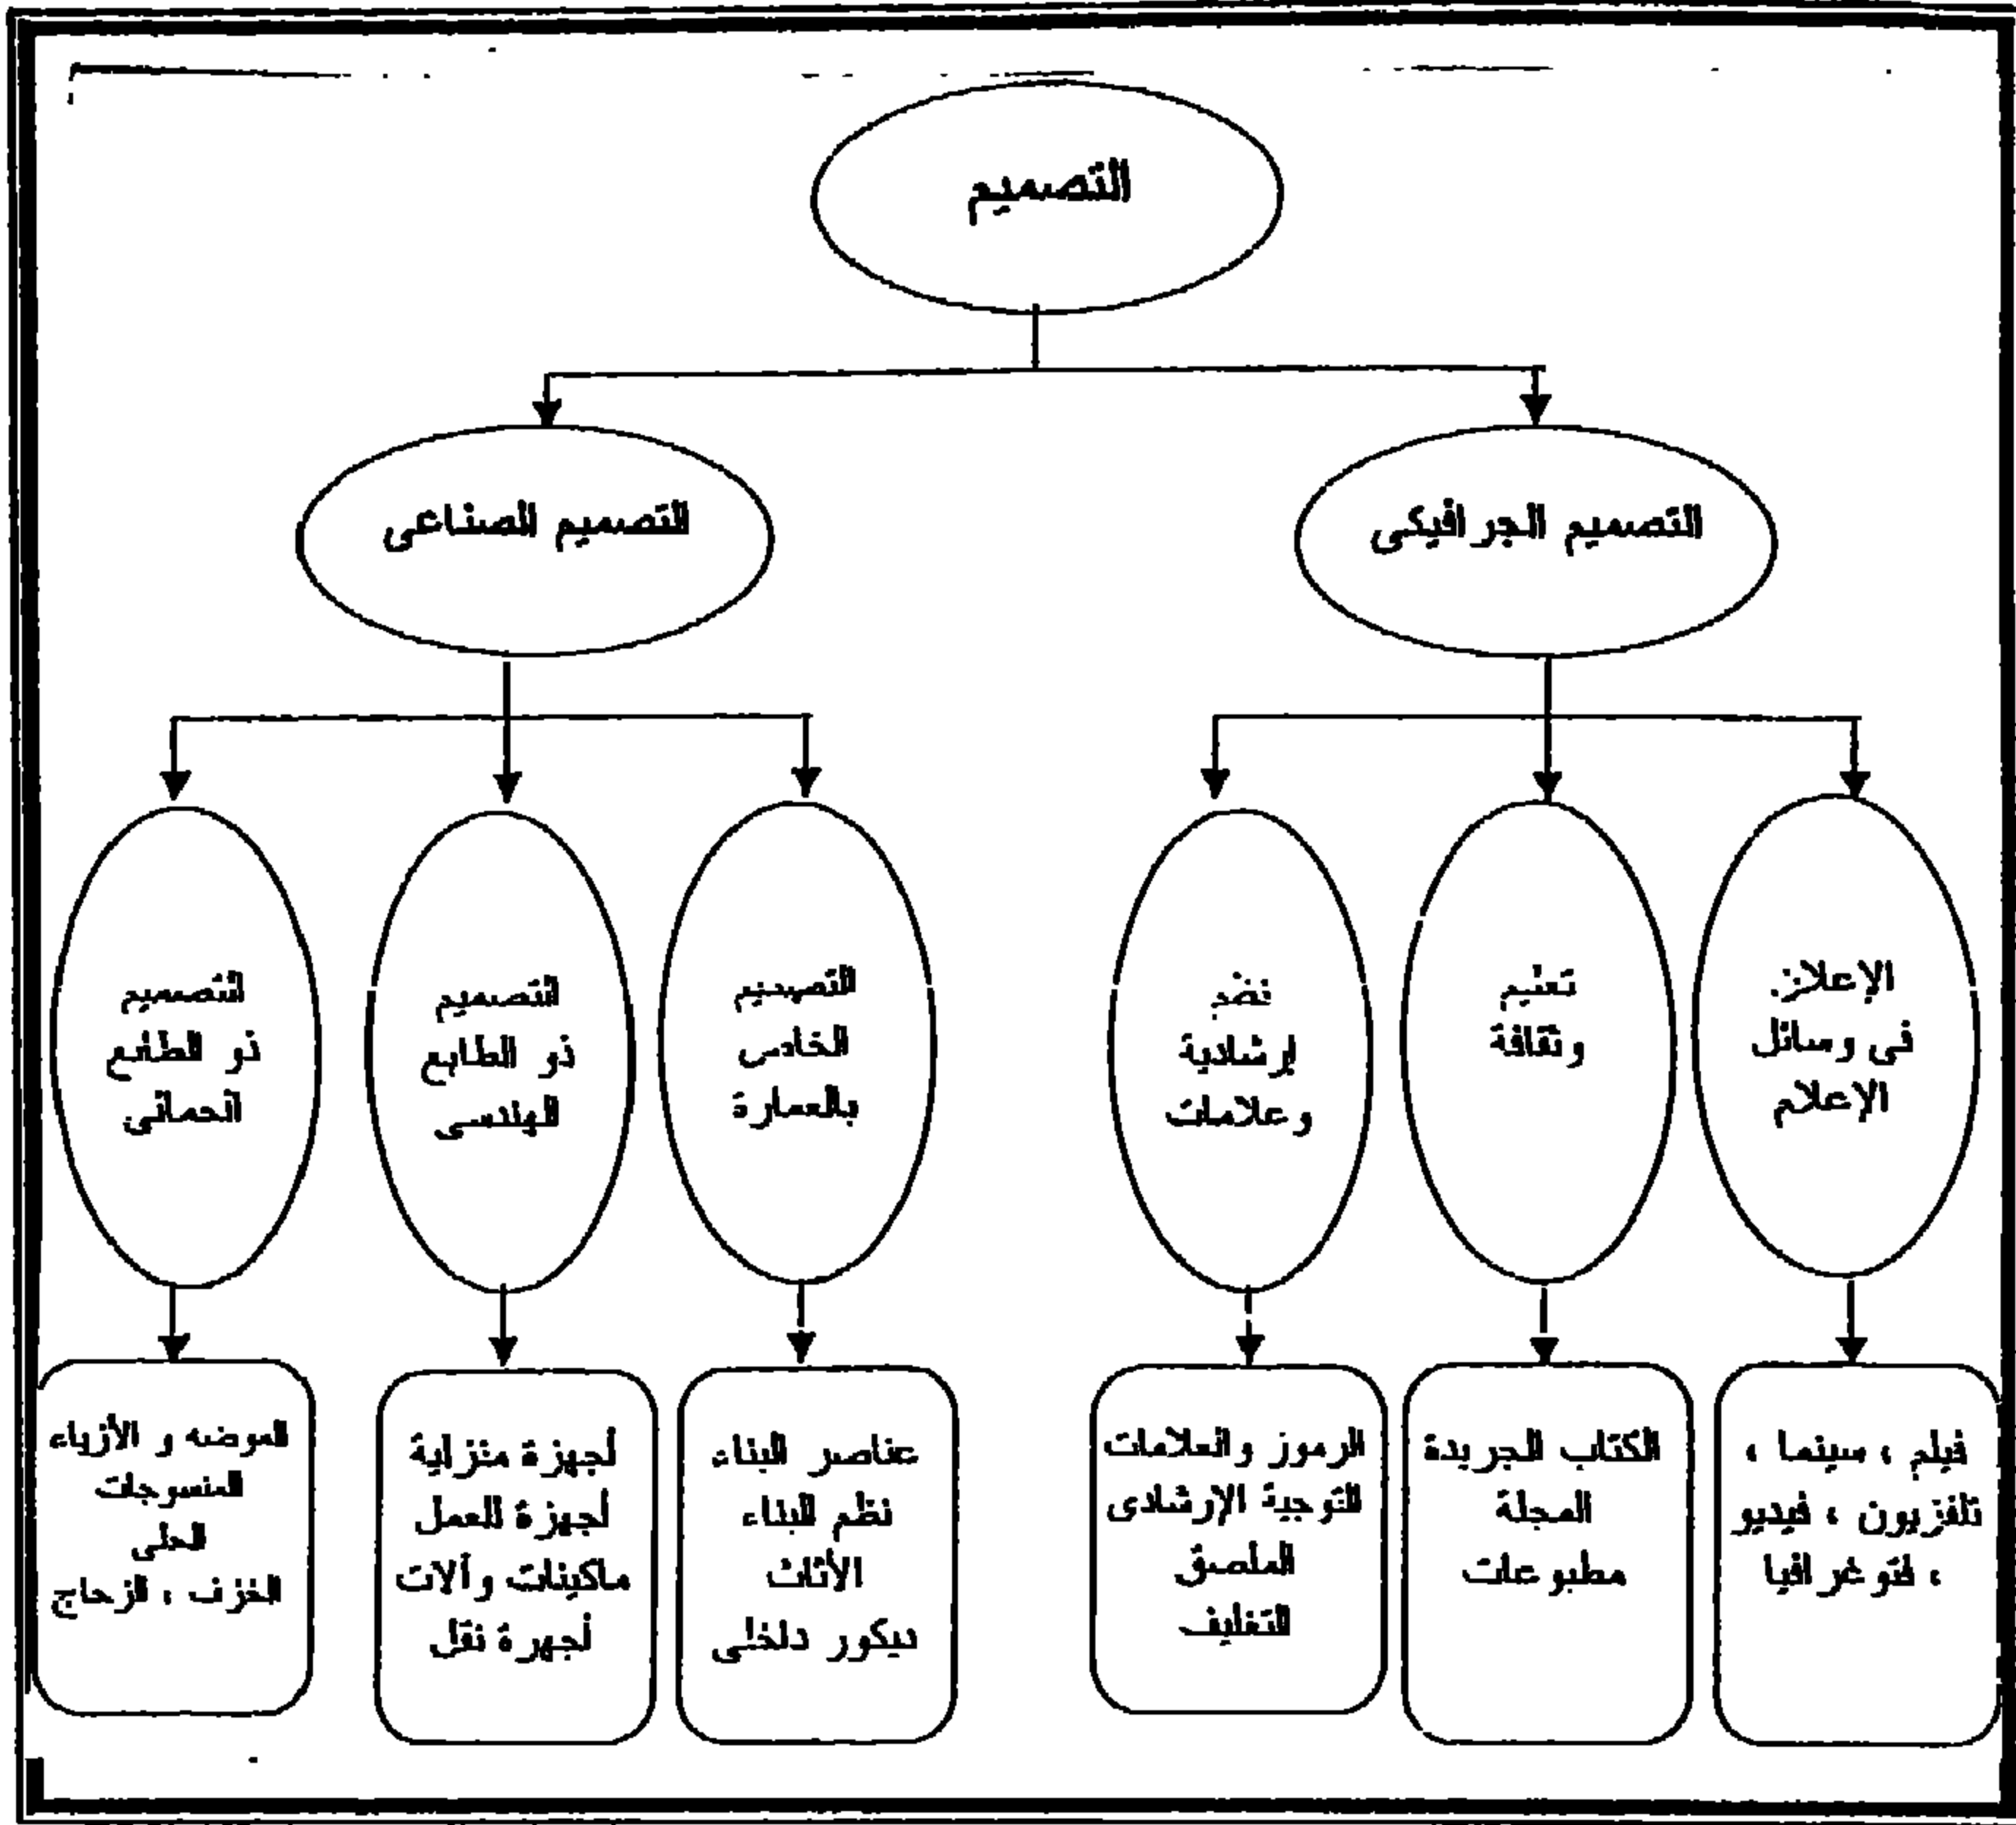 التصميم
التصميم الجرافيكى
التصميم الصناعى
الإعلان
فى وسائل
الإعلام
تعليم
وثقافة
نظم
إرشادية
وعلامات
التصميم
الخاص
بالعمارة
التصميم
ذو الطابع
الهندسى
التصميم
ذو الطابع
الجمالى
فيلم ، سينما ،
تلفزيون ، فيديو
، فتوغرافيا
الكتاب الجريدة
المجلة
مطبوعات
الرموز والعلامات
التوجية الإرشادى
الملصق
التغليف
عناصر البناء
نظم البناء
الأثاث
ديكور داخلى
أجهزة منزلية
أجهزة للعمل
ماكينات وآلات
أجهزة نقل
الموضه و الأزياء
المنسوجات
الحلى
الخزف ، الزجاج